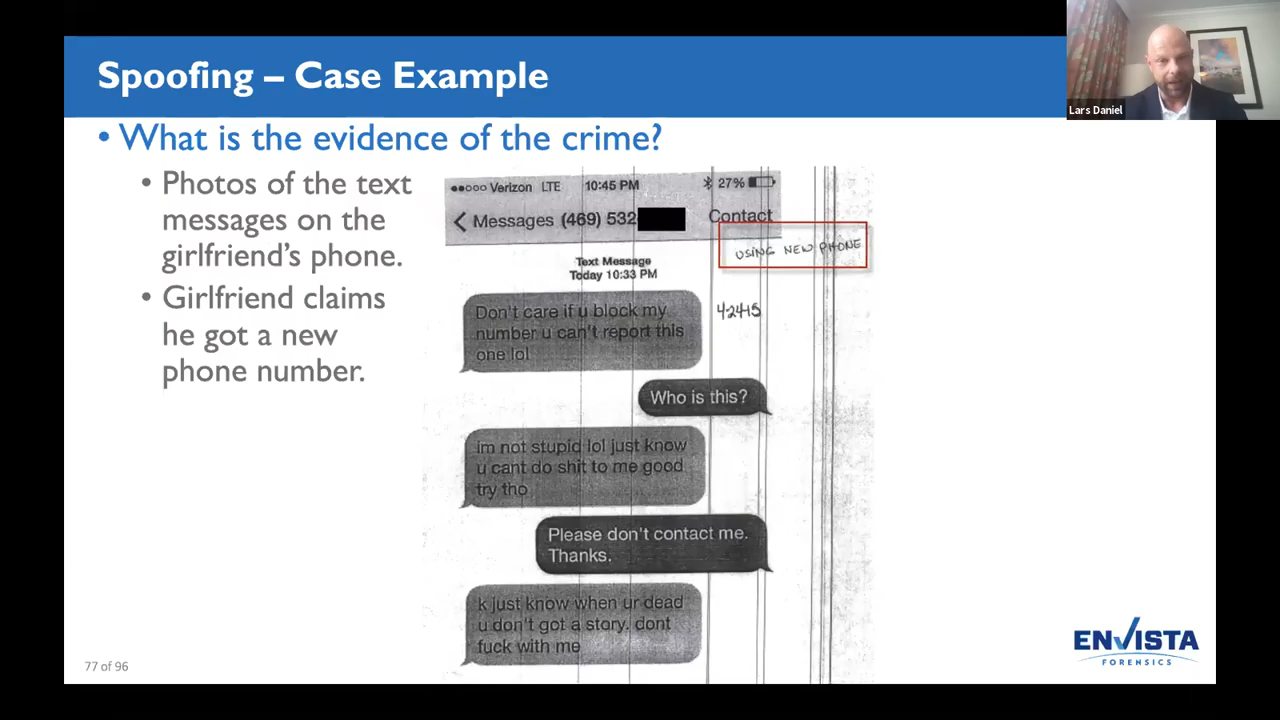 Spoofing – Case Example
Lars Daniel
• What is the evidence of the crime?
• Photos of the text
messages on the
girlfriend's phone.
• Girlfriend claims
he got a new
phone number.
Verizon LTE 10:45 PM 27%
Messages (469) 532 Contact
USING NEW PHONE
Text Message
Today 10:33 PM
Don't care if u block my
number u can't report this
one lol
42415
Who is this?
im not stupid lol just know
u cant do shit to me good
try tho
Please don't contact me.
Thanks.
k just know when ur dead
u don't got a story. dont
fuck with me
77 of 96
ENVISTA
FORENSICS